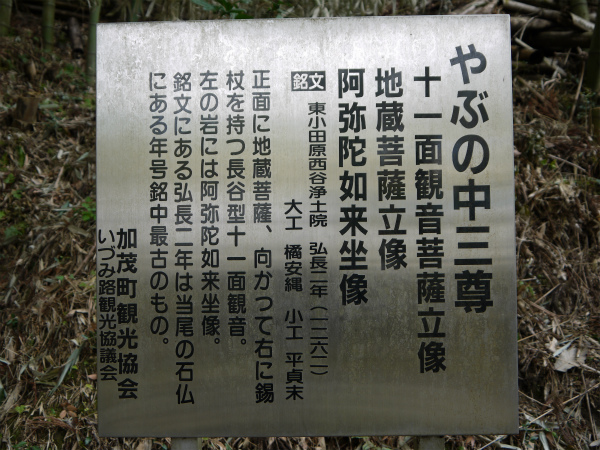 やぶの中三尊
十一面観音菩薩立像
地蔵菩薩立像
阿弥陀如来坐像
銘文 東小田原西谷浄土院 弘長二年(一二六二)
大工 橘安縄 小工 平貞末
正面に地蔵菩薩、向かって右に錫
杖を持つ長谷型十一面観音。
左の岩には阿弥陀如来坐像。
銘文にある弘長二年は当尾の石仏
にある年号銘中最古のもの。
加茂町観光協会
いづみ路観光協議会